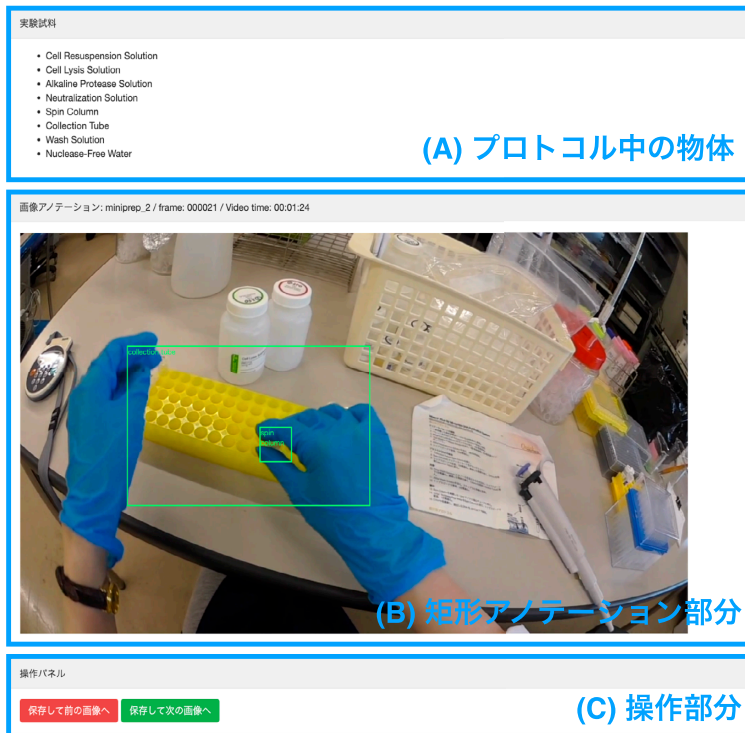 実験試料
• Cell Resuspension Solution
• Cell Lysis Solution
• Alkaline Protease Solution
• Neutralization Solution
• Spin Column
• Collection Tube
• Wash Solution
• Nuclease-Free Water
(A) プロトコル中の物体
画像アノテーション: miniprep_2 / frame: 000021 / Video time: 00:01:24
collection tube
spin
column
(B) 矩形アノテーション部分
操作パネル
保存して前の画像へ 保存して次の画像へ
(C) 操作部分